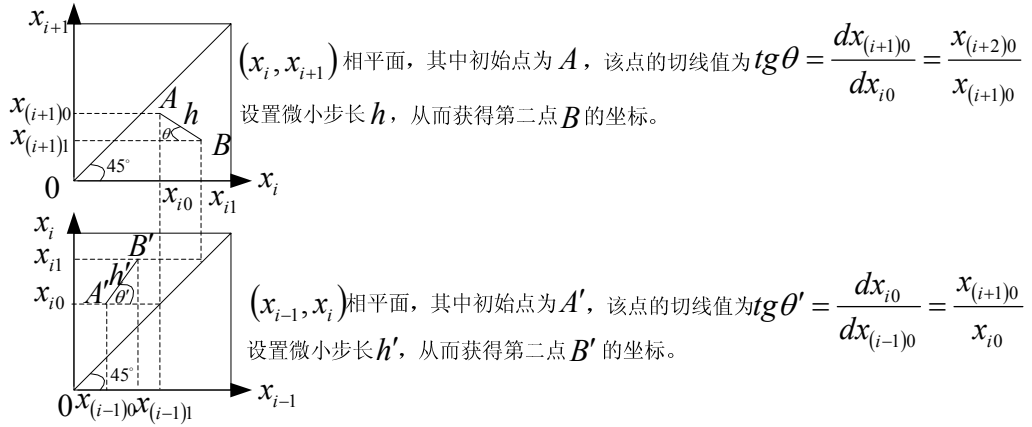 x_{i+1}
(x_i, x_{i+1}) 相平面，其中初始点为 A，该点的切线值为 tgθ = dx_{(i+1)0} / dx_{i0} = x_{(i+2)0} / x_{(i+1)0}
设置微小步长 h，从而获得第二点 B 的坐标。
x_{(i+1)0}
A
h
x_{(i+1)1}
θ
B
45°
0
x_i
x_{i0}
x_{i1}
x_i
B′
x_{i1}
h′
x_{i0}
A′
θ′
(x_{i−1}, x_i)相平面，其中初始点为 A′，该点的切线值为tgθ′ = dx_{i0} / dx_{(i−1)0} = x_{(i+1)0} / x_{i0}
设置微小步长 h′，从而获得第二点 B′ 的坐标。
45°
0
x_{(i−1)0}
x_{(i−1)1}
x_{i−1}